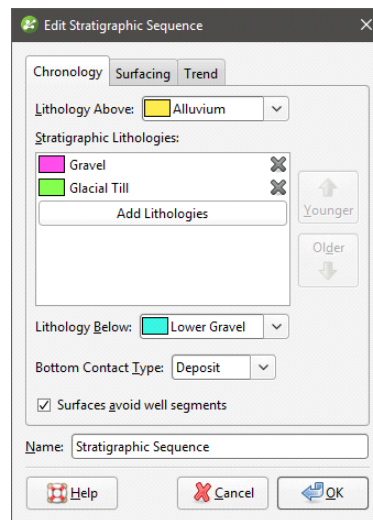 Edit Stratigraphic Sequence
Chronology Surfacing Trend
Lithology Above: Alluvium
Stratigraphic Lithologies:
Gravel
Glacial Till
Add Lithologies
Younger
Older
Lithology Below: Lower Gravel
Bottom Contact Type: Deposit
Surfaces avoid well segments
Name: Stratigraphic Sequence
Help Cancel OK